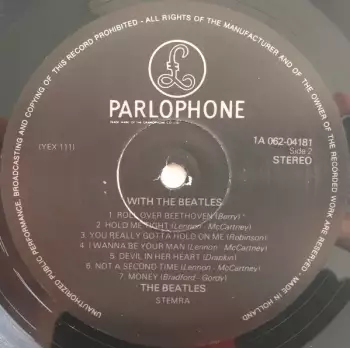 ALL RIGHTS OF THE MANUFACTURER AND OF THE OWNER OF THE RECORDED WORK ARE RESERVED - MADE IN HOLLAND
UNAUTHORIZED PUBLIC PERFORMANCE, BROADCASTING AND COPYING OF THIS RECORD PROHIBITED -
£
PARLOPHONE
(YEX 111)
1A 062-04181
Side 2
STEREO
WITH THE BEATLES
1. ROLL OVER BEETHOVEN (Berry)
2. HOLD ME TIGHT (Lennon - McCartney)
3. YOU REALLY GOTTA HOLD ON ME (Robinson)
4. I WANNA BE YOUR MAN (Lennon - McCartney)
5. DEVIL IN HER HEART (Drapkin)
6. NOT A SECOND TIME (Lennon - McCartney)
7. MONEY (Bradford - Gordy)
THE BEATLES
STEMRA